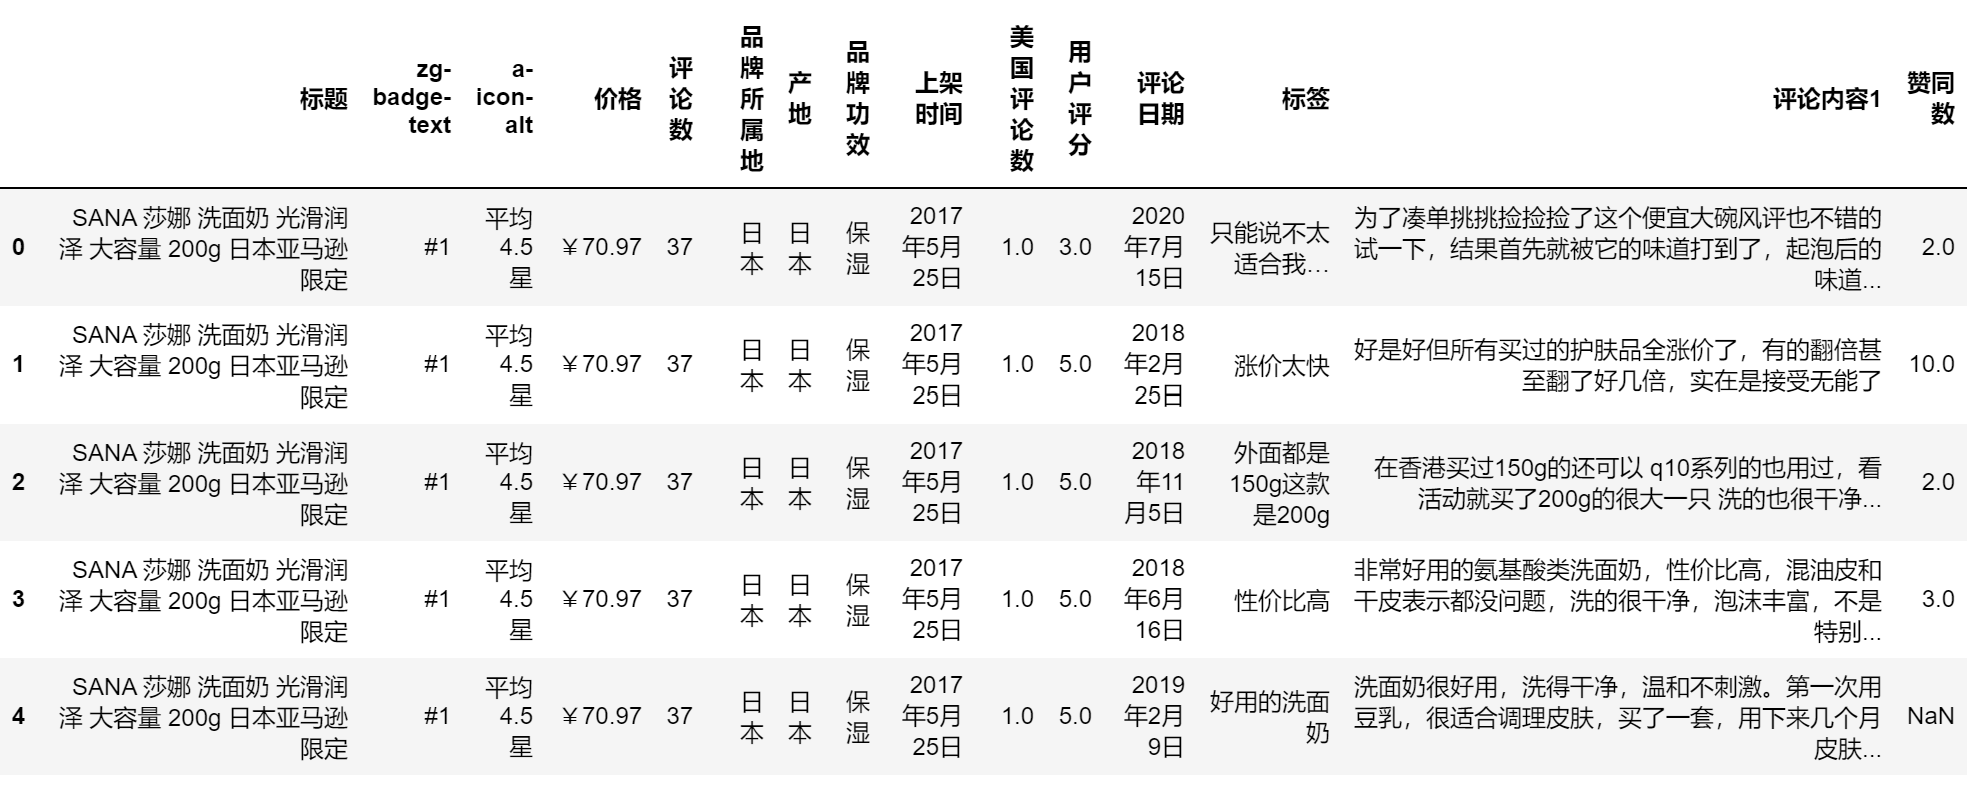 标题 zg-badge-text a-icon-alt 价格 评论数 品牌所属地 产地 品牌功效 上架时间 美国评论数 用户评分 评论日期 标签 评论内容1 赞同数
0 SANA 莎娜 洗面奶 光滑润泽 大容量 200g 日本亚马逊限定 #1 平均4.5星 ￥70.97 37 日本 日本 保湿 2017年5月25日 1.0 3.0 2020年7月15日 只能说不太适合我… 为了凑单挑挑捡捡捡了这个便宜大碗风评也不错的试一下，结果首先就被它的味道打到了，起泡后的味道... 2.0
1 SANA 莎娜 洗面奶 光滑润泽 大容量 200g 日本亚马逊限定 #1 平均4.5星 ￥70.97 37 日本 日本 保湿 2017年5月25日 1.0 5.0 2018年2月25日 涨价太快 好是好但所有买过的护肤品全涨价了，有的翻倍甚至翻了好几倍，实在是接受无能了 10.0
2 SANA 莎娜 洗面奶 光滑润泽 大容量 200g 日本亚马逊限定 #1 平均4.5星 ￥70.97 37 日本 日本 保湿 2017年5月25日 1.0 5.0 2018年11月5日 外面都是150g这款是200g 在香港买过150g的还可以 q10系列的也用过，看活动就买了200g的很大一只 洗的也很干净... 2.0
3 SANA 莎娜 洗面奶 光滑润泽 大容量 200g 日本亚马逊限定 #1 平均4.5星 ￥70.97 37 日本 日本 保湿 2017年5月25日 1.0 5.0 2018年6月16日 性价比高 非常好用的氨基酸类洗面奶，性价比高，混油皮和干皮表示都没问题，洗的很干净，泡沫丰富，不是特别... 3.0
4 SANA 莎娜 洗面奶 光滑润泽 大容量 200g 日本亚马逊限定 #1 平均4.5星 ￥70.97 37 日本 日本 保湿 2017年5月25日 1.0 5.0 2019年2月9日 好用的洗面奶 洗面奶很好用，洗得干净，温和不刺激。第一次用豆乳，很适合调理皮肤，买了一套，用下来几个月皮肤... NaN